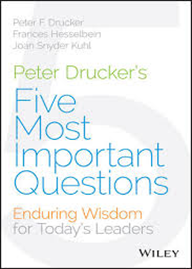 Peter F. Drucker
Frances Hesselbein
Joan Snyder Kuhl
Peter Drucker's
Five
Most
Important
Questions
Enduring Wisdom
for Today's Leaders
WILEY